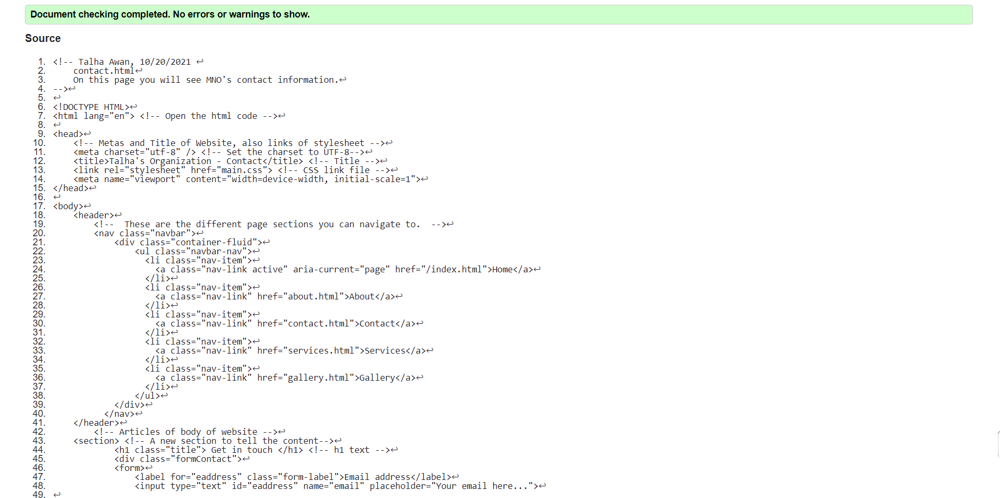 Document checking completed. No errors or warnings to show.
Source
1. <!-- Talha Awan, 10/20/2021 ↩
2.     contact.html↩
3.     On this page you will see MNO's contact information.↩
4. -->↩
5. ↩
6. <!DOCTYPE HTML>↩
7. <html lang="en"> <!-- Open the html code -->↩
8. ↩
9. <head>↩
10.     <!-- Metas and Title of Website, also links of stylesheet -->↩
11.     <meta charset="utf-8" /> <!-- Set the charset to UTF-8-->↩
12.     <title>Talha's Organization - Contact</title> <!-- Title -->↩
13.     <link rel="stylesheet" href="main.css"> <!-- CSS link file -->↩
14.     <meta name="viewport" content="width=device-width, initial-scale=1">↩
15. </head>↩
16. ↩
17. <body>↩
18.     <header>↩
19.         <!--  These are the different page sections you can navigate to.  -->↩
20.         <nav class="navbar">↩
21.             <div class="container-fluid">↩
22.                 <ul class="navbar-nav">↩
23.                   <li class="nav-item">↩
24.                     <a class="nav-link active" aria-current="page" href="/index.html">Home</a>↩
25.                   </li>↩
26.                   <li class="nav-item">↩
27.                     <a class="nav-link" href="about.html">About</a>↩
28.                   </li>↩
29.                   <li class="nav-item">↩
30.                     <a class="nav-link" href="contact.html">Contact</a>↩
31.                   </li>↩
32.                   <li class="nav-item">↩
33.                     <a class="nav-link" href="services.html">Services</a>↩
34.                   </li>↩
35.                   <li class="nav-item">↩
36.                     <a class="nav-link" href="gallery.html">Gallery</a>↩
37.                   </li>↩
38.                 </ul>↩
39.             </div>↩
40.           </nav>↩
41.     </header>↩
42.         <!-- Articles of body of website -->↩
43.     <section> <!-- A new section to tell the content-->↩
44.             <h1 class="title"> Get in touch </h1> <!-- h1 text -->↩
45.             <div class="formContact">↩
46.             <form>↩
47.                 <label for="eaddress" class="form-label">Email address</label>↩
48.                 <input type="text" id="eaddress" name="email" placeholder="Your email here...">↩
49. ↩